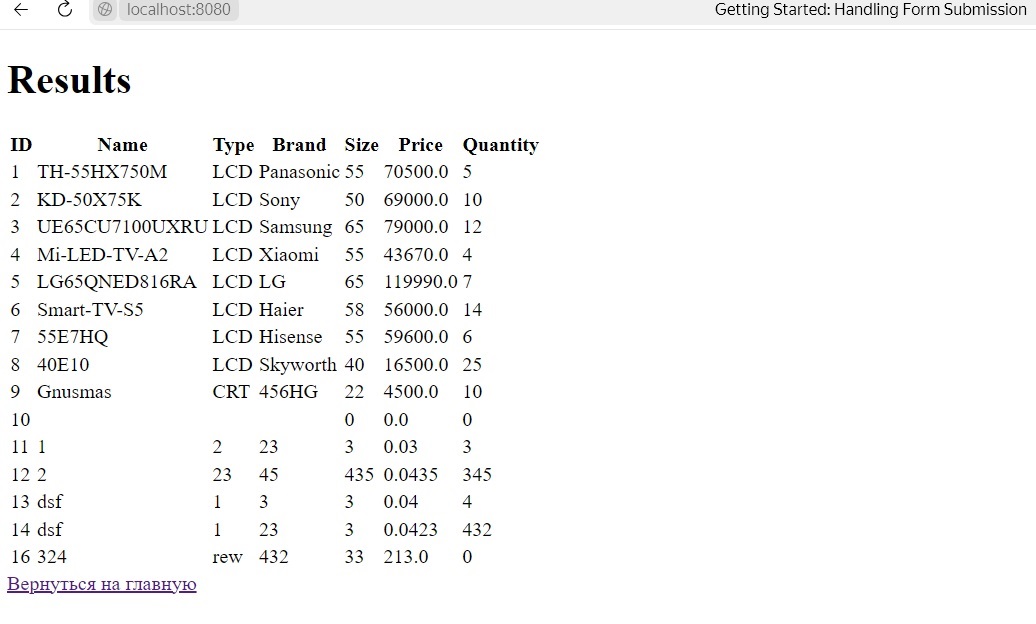 localhost:8080 Getting Started: Handling Form Submission
Results
ID Name Type Brand Size Price Quantity
1 TH-55HX750M LCD Panasonic 55 70500.0 5
2 KD-50X75K LCD Sony 50 69000.0 10
3 UE65CU7100UXRU LCD Samsung 65 79000.0 12
4 Mi-LED-TV-A2 LCD Xiaomi 55 43670.0 4
5 LG65QNED816RA LCD LG 65 119990.0 7
6 Smart-TV-S5 LCD Haier 58 56000.0 14
7 55E7HQ LCD Hisense 55 59600.0 6
8 40E10 LCD Skyworth 40 16500.0 25
9 Gnusmas CRT 456HG 22 4500.0 10
10 0 0.0 0
11 1 2 23 3 0.03 3
12 2 23 45 435 0.0435 345
13 dsf 1 3 3 0.04 4
14 dsf 1 23 3 0.0423 432
16 324 rew 432 33 213.0 0
Вернуться на главную